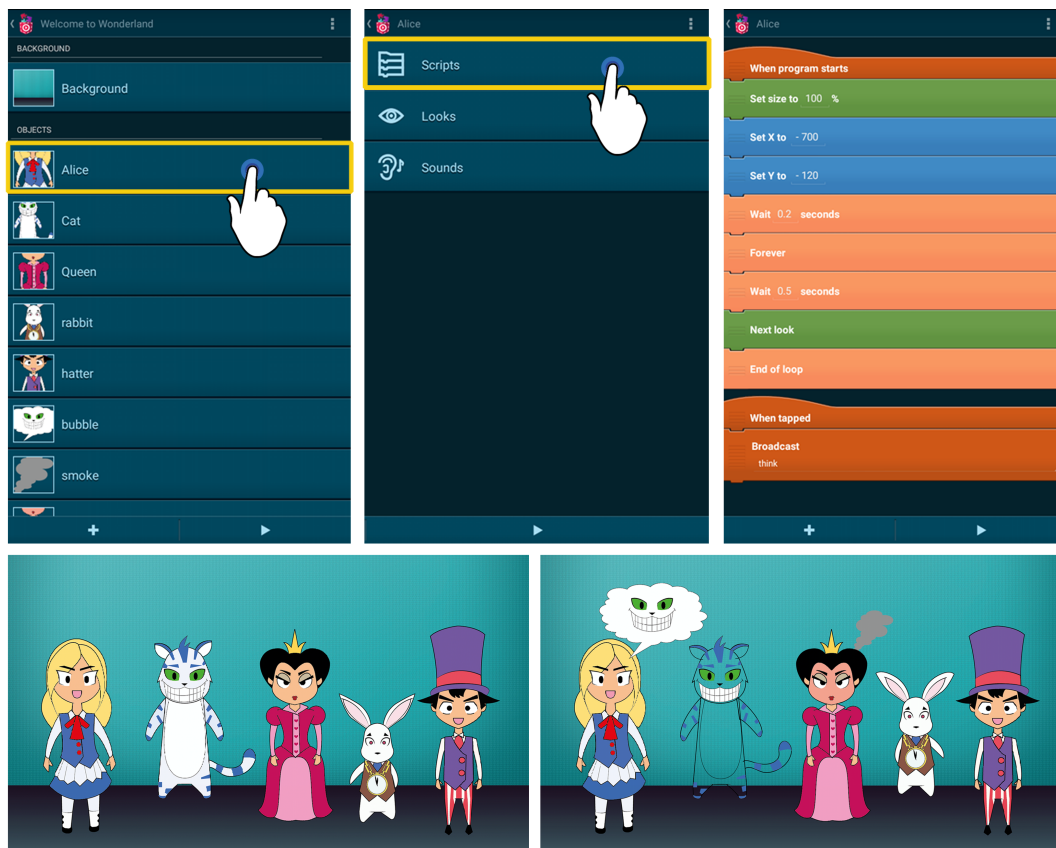 Welcome to Wonderland
BACKGROUND
Background
OBJECTS
Alice
Cat
Queen
rabbit
hatter
bubble
smoke
Alice
Scripts
Looks
Sounds
Alice
When program starts
Set size to 100 %
Set X to - 700
Set Y to - 120
Wait 0.2 seconds
Forever
Wait 0.5 seconds
Next look
End of loop
When tapped
Broadcast
think